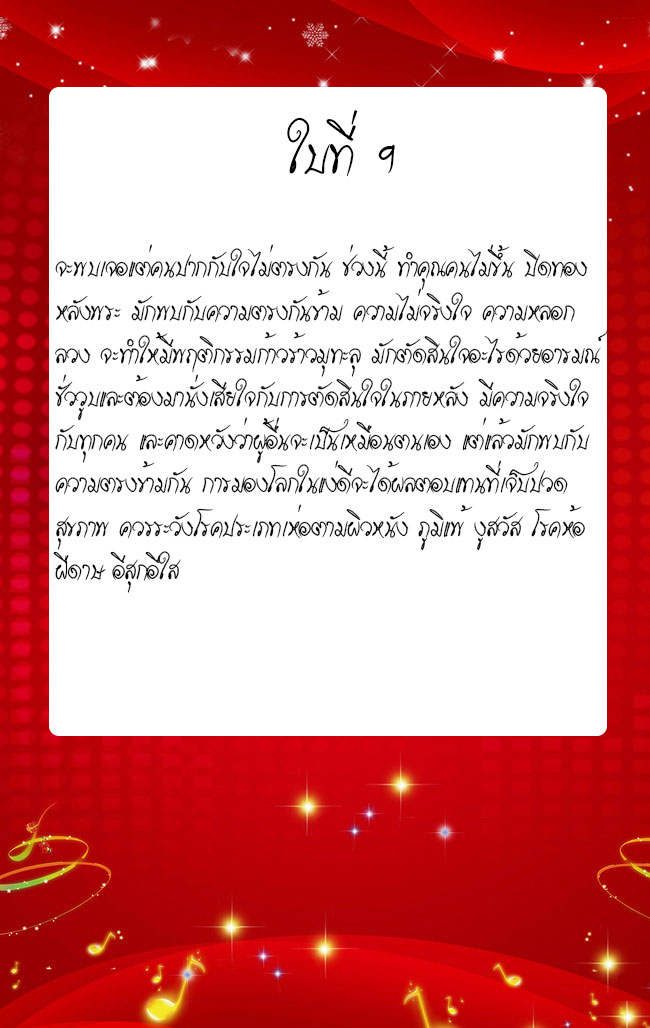 ใบที่ 9
จะพบเจอแต่คนปากกับใจไม่ตรงกัน ช่วงนี้ ทำคุณคนไม่ขึ้น ปิดทอง
หลังพระ มักพบกับความตรงกันข้าม ความไม่จริงใจ ความหลอก
ลวง จะทำให้มีพฤติกรรมก้าวร้าวมุทะลุ มักตัดสินใจอะไรด้วยอารมณ์
ชั่ววูบและต้องมานั่งเสียใจกับการตัดสินใจในภายหลัง มีความจริงใจ
กับทุกคน และคาดหวังว่าผู้อื่นจะเป็นเหมือนตนเอง แต่แล้วมักพบกับ
ความตรงข้ามกัน การมองโลกในแง่ดีจะได้ผลตอบแทนที่เจ็บปวด
สุขภาพ ควรระวังโรคประเภทเห่อตามผิวหนัง ภูมิแพ้ งูสวัส โรคห้อ
ฝีดาษ อีสุกอีใส